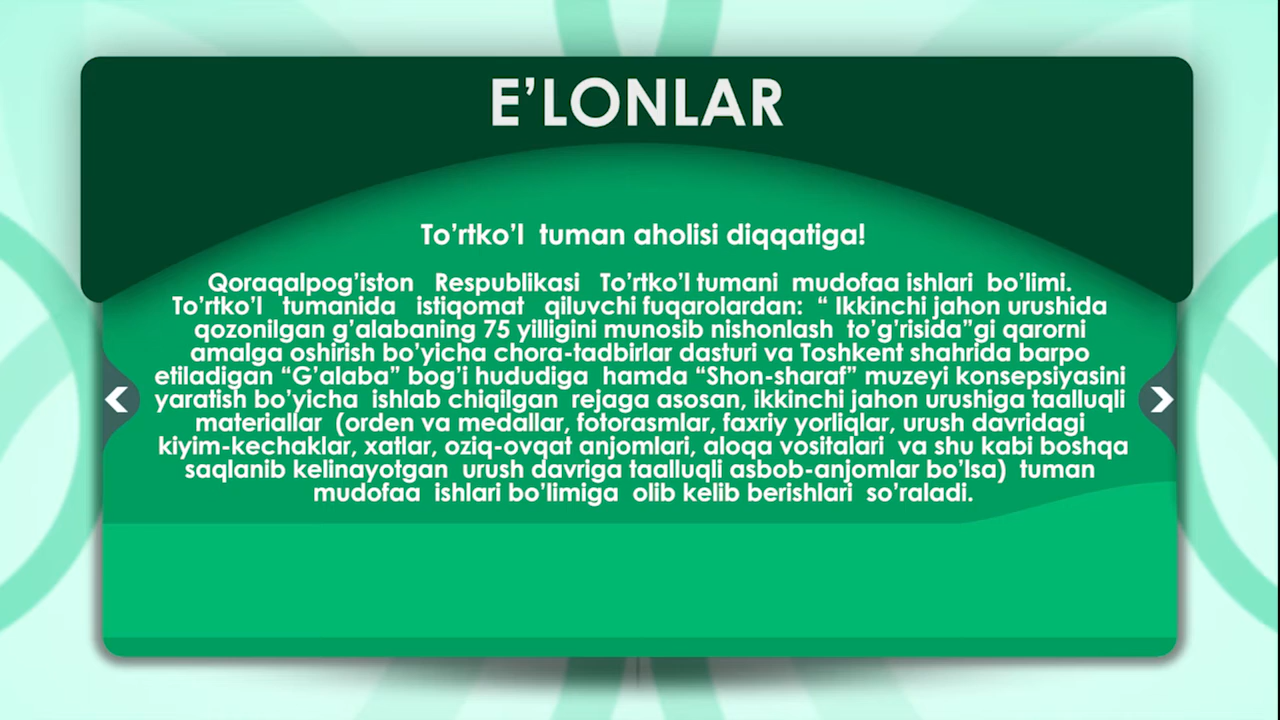 E’LONLAR
To’rtko’l tuman aholisi diqqatiga!
Qoraqalpog’iston Respublikasi To’rtko’l tumani mudofaa ishlari bo’limi.
To’rtko’l tumanida istiqomat qiluvchi fuqarolardan: “ Ikkinchi jahon urushida
qozonilgan g’alabaning 75 yilligini munosib nishonlash to’g’risida”gi qarorni
amalga oshirish bo’yicha chora-tadbirlar dasturi va Toshkent shahrida barpo
etiladigan “G’alaba” bog’i hududiga hamda “Shon-sharaf” muzeyi konsepsiyasini
yaratish bo’yicha ishlab chiqilgan rejaga asosan, ikkinchi jahon urushiga taalluqli
materiallar (orden va medallar, fotorasmlar, faxriy yorliqlar, urush davridagi
kiyim-kechaklar, xatlar, oziq-ovqat anjomlari, aloqa vositalari va shu kabi boshqa
saqlanib kelinayotgan urush davriga taalluqli asbob-anjomlar bo’lsa) tuman
mudofaa ishlari bo’limiga olib kelib berishlari so’raladi.